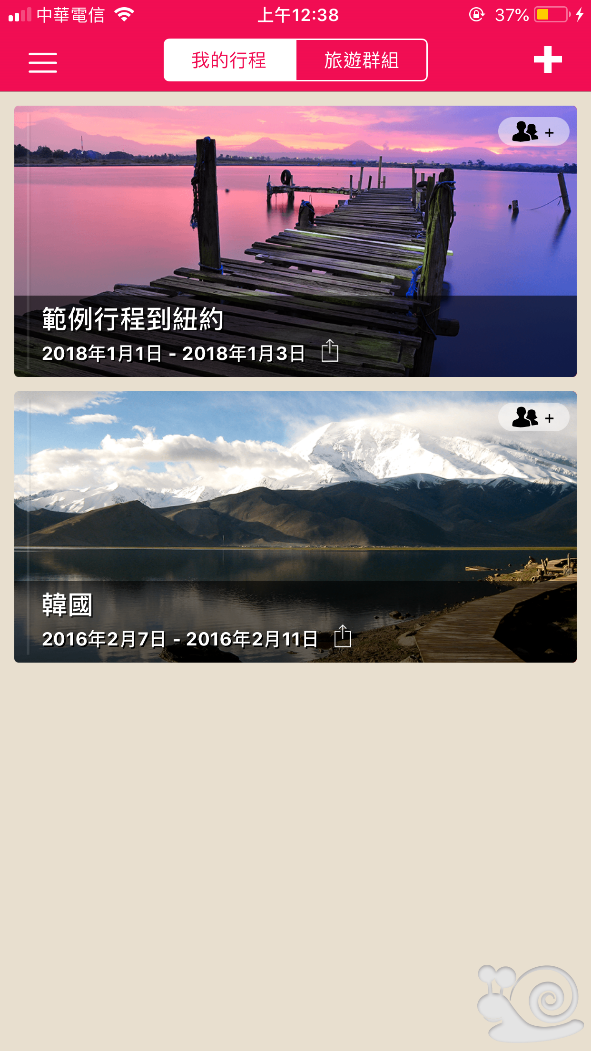 中華電信
上午12:38
37%
我的行程
旅遊群組
+
範例行程到紐約
2018年1月1日 - 2018年1月3日
+
韓國
2016年2月7日 - 2016年2月11日